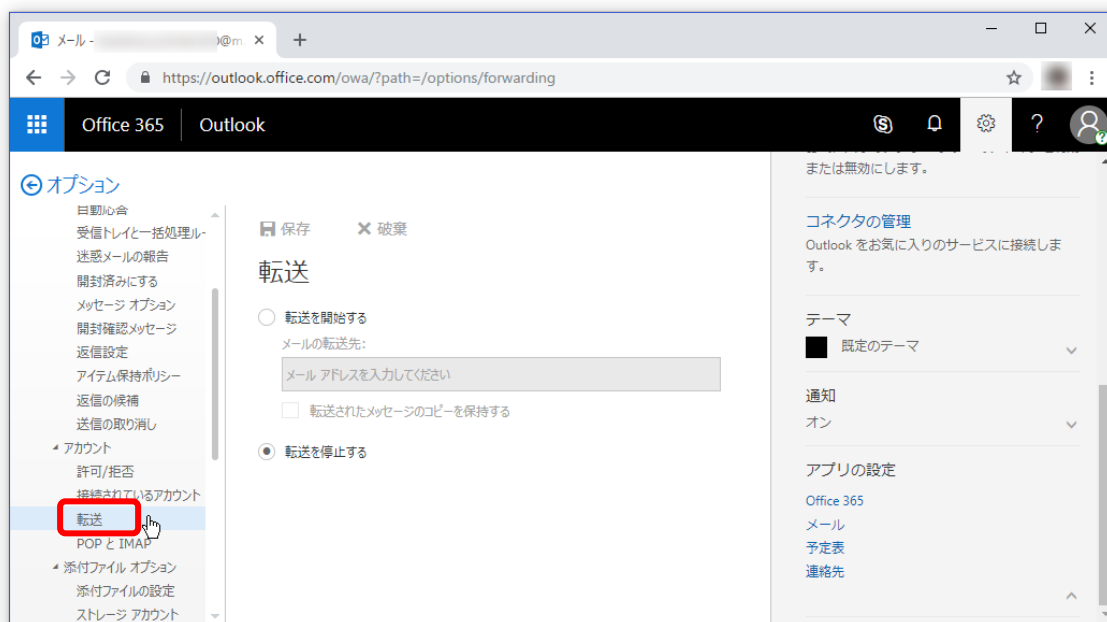 メール -
@m
https://outlook.office.com/owa/?path=/options/forwarding
Office 365
Outlook
オプション
自動応答
受信トレイと一括処理ルー
迷惑メールの報告
開封済みにする
メッセージ オプション
開封確認メッセージ
返信設定
アイテム保持ポリシー
返信の候補
送信の取り消し
アカウント
許可/拒否
接続されているアカウント
転送
POP と IMAP
添付ファイル オプション
添付ファイルの設定
ストレージ アカウント
保存
破棄
転送
転送を開始する
メールの転送先:
メール アドレスを入力してください
転送されたメッセージのコピーを保持する
転送を停止する
または無効にします。
コネクタの管理
Outlook をお気に入りのサービスに接続しま
す。
テーマ
既定のテーマ
通知
オン
アプリの設定
Office 365
メール
予定表
連絡先